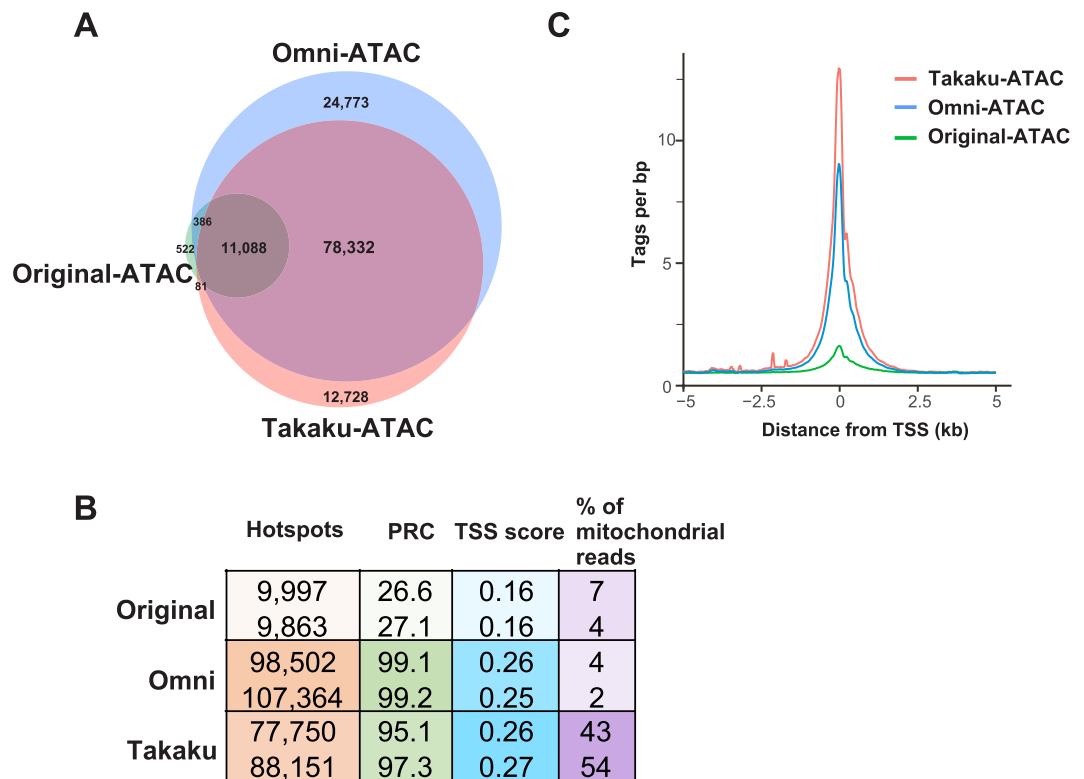 A
Omni-ATAC
24,773
386
522
11,088
78,332
Original-ATAC
81
12,728
Takaku-ATAC
C
Takaku-ATAC
Omni-ATAC
Original-ATAC
Tags per bp
10
5
0
−5
−2.5
0
2.5
5
Distance from TSS (kb)
B
Hotspots PRC TSS score % of
mitochondrial
reads
Original
9,997 26.6 0.16 7
9,863 27.1 0.16 4
Omni
98,502 99.1 0.26 4
107,364 99.2 0.25 2
Takaku
77,750 95.1 0.26 43
88,151 97.3 0.27 54